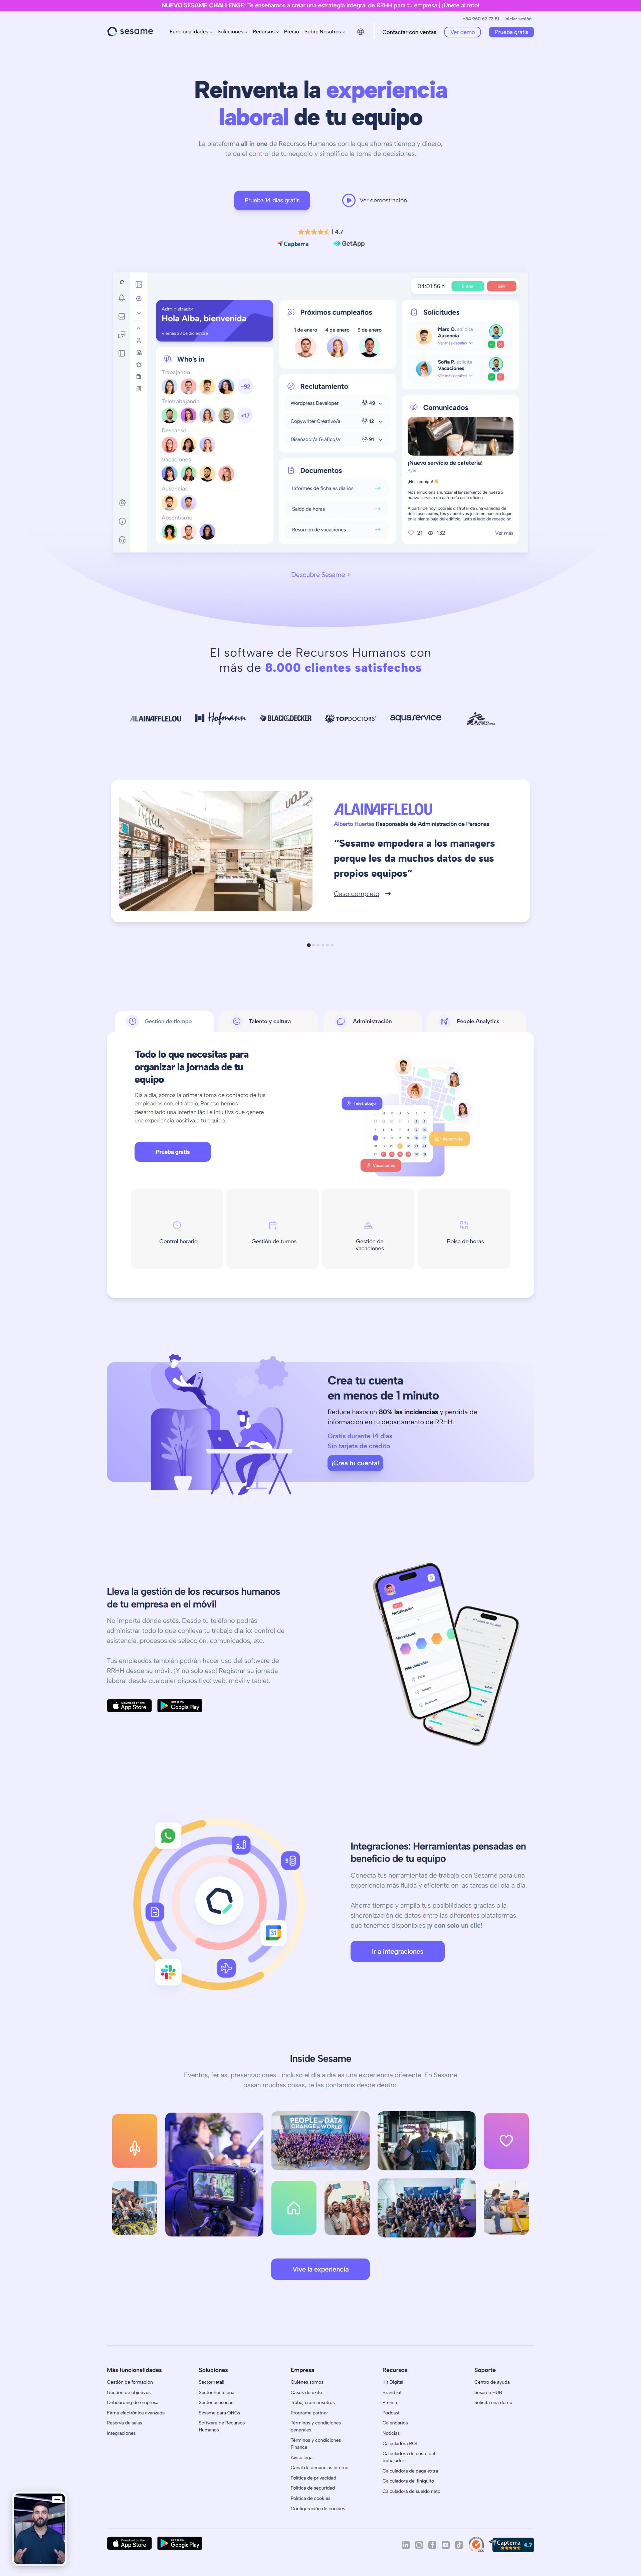 NUEVO SESAME CHALLENGE: Te enseñamos a crear una estrategia integral de RRHH para tu empresa | ¡Únete al reto!
+34 960 62 73 51 Iniciar sesión
sesame Funcionalidades Soluciones Recursos Precio Sobre Nosotros Contactar con ventas Ver demo Prueba gratis
Reinventa la experiencia
laboral de tu equipo
La plataforma all in one de Recursos Humanos con la que ahorras tiempo y dinero,
te da el control de tu negocio y simplifica la toma de decisiones.
Prueba 14 días gratis Ver demostración
| 4,7
Capterra GetApp
04:01:56 h Entrar Salir
Administrador
Hola Alba, bienvenida
Viernes 23 de diciembre
Who's in
Trabajando
+92
Teletrabajando
+17
Descanso
Vacaciones
Ausencias
Absentismo
Próximos cumpleaños
1 de enero 4 de enero 9 de enero
Reclutamiento
Wordpress Developer 49
Copywriter Creativo/a 12
Diseñador/a Gráfico/a 91
Documentos
Informes de fichajes diarios
Saldo de horas
Resumen de vacaciones
Solicitudes
Marc O. solicita
Ausencia
Ver más detalles
Sofía P. solicita
Vacaciones
Ver más detalles
Comunicados
¡Nuevo servicio de cafetería!
Ayer
¡Hola equipo!
Nos emociona anunciar el lanzamiento de nuestro
nuevo servicio de cafetería en la oficina.
A partir de hoy, podréis disfrutar de una variedad de
deliciosos cafés, tés y aperitivos justo en nuestro lugar
en la planta baja del edificio, justo al lado de recepción.
21 132 Ver más
Descubre Sesame >
El software de Recursos Humanos con
más de 8.000 clientes satisfechos
ALAINAFFLELOU Hofmann BLACK&DECKER TOPDOCTORS aquaservice
ALAINAFFLELOU
Alberto Huertas Responsable de Administración de Personas
“Sesame empodera a los managers
porque les da muchos datos de sus
propios equipos”
Caso completo
Gestión de tiempo Talento y cultura Administración People Analytics
Todo lo que necesitas para
organizar la jornada de tu
equipo
Día a día, somos la primera toma de contacto de tus
empleados con el trabajo. Por eso hemos
desarrollado una interfaz fácil e intuitiva que genere
una experiencia positiva a tu equipo.
Prueba gratis
Teletrabajo
Ausencia
Vacaciones
Control horario Gestión de turnos Gestión de
vacaciones Bolsa de horas
Crea tu cuenta
en menos de 1 minuto
Reduce hasta un 80% las incidencias y pérdida de
información en tu departamento de RRHH.
Gratis durante 14 días
Sin tarjeta de crédito
¡Crea tu cuenta!
Lleva la gestión de los recursos humanos
de tu empresa en el móvil
No importa dónde estés. Desde tu teléfono podrás
administrar todo lo que conlleva tu trabajo diario: control de
asistencia, procesos de selección, comunicados, etc.
Tus empleados también podrán hacer uso del software de
RRHH desde su móvil. ¡Y no solo eso! Registrar su jornada
laboral desde cualquier dispositivo: web, móvil y tablet.
Download on the App Store GET IT ON Google Play
Notificación
Novedades
Más utilizados
Integraciones: Herramientas pensadas en
beneficio de tu equipo
Conecta tus herramientas de trabajo con Sesame para una
experiencia más fluida y eficiente en las tareas del día a día.
Ahorra tiempo y amplía tus posibilidades gracias a la
sincronización de datos entre las diferentes plataformas
que tenemos disponibles ¡y con solo un clic!
Ir a integraciones
31
Inside Sesame
Eventos, ferias, presentaciones... incluso el día a día es una experiencia diferente. En Sesame
pasan muchas cosas, te las contamos desde dentro.
PEOPLE DATA
CHANGE WORLD
Vive la experiencia
Más funcionalidades
Gestión de formación
Gestión de objetivos
Onboarding de empresa
Firma electrónica avanzada
Reserva de salas
Integraciones
Soluciones
Sector retail
Sector hostelería
Sector asesorías
Sesame para ONGs
Software de Recursos
Humanos
Empresa
Quiénes somos
Casos de éxito
Trabaja con nosotros
Programa partner
Términos y condiciones
generales
Términos y condiciones
Finance
Aviso legal
Canal de denuncias interno
Política de privacidad
Política de seguridad
Política de cookies
Configuración de cookies
Recursos
Kit Digital
Brand kit
Prensa
Podcast
Calendarios
Noticias
Calculadora ROI
Calculadora de coste del
trabajador
Calculadora de paga extra
Calculadora del finiquito
Calculadora de sueldo neto
Soporte
Centro de ayuda
Sesame HUB
Solicita una demo
Download on the App Store GET IT ON Google Play Capterra 4.7